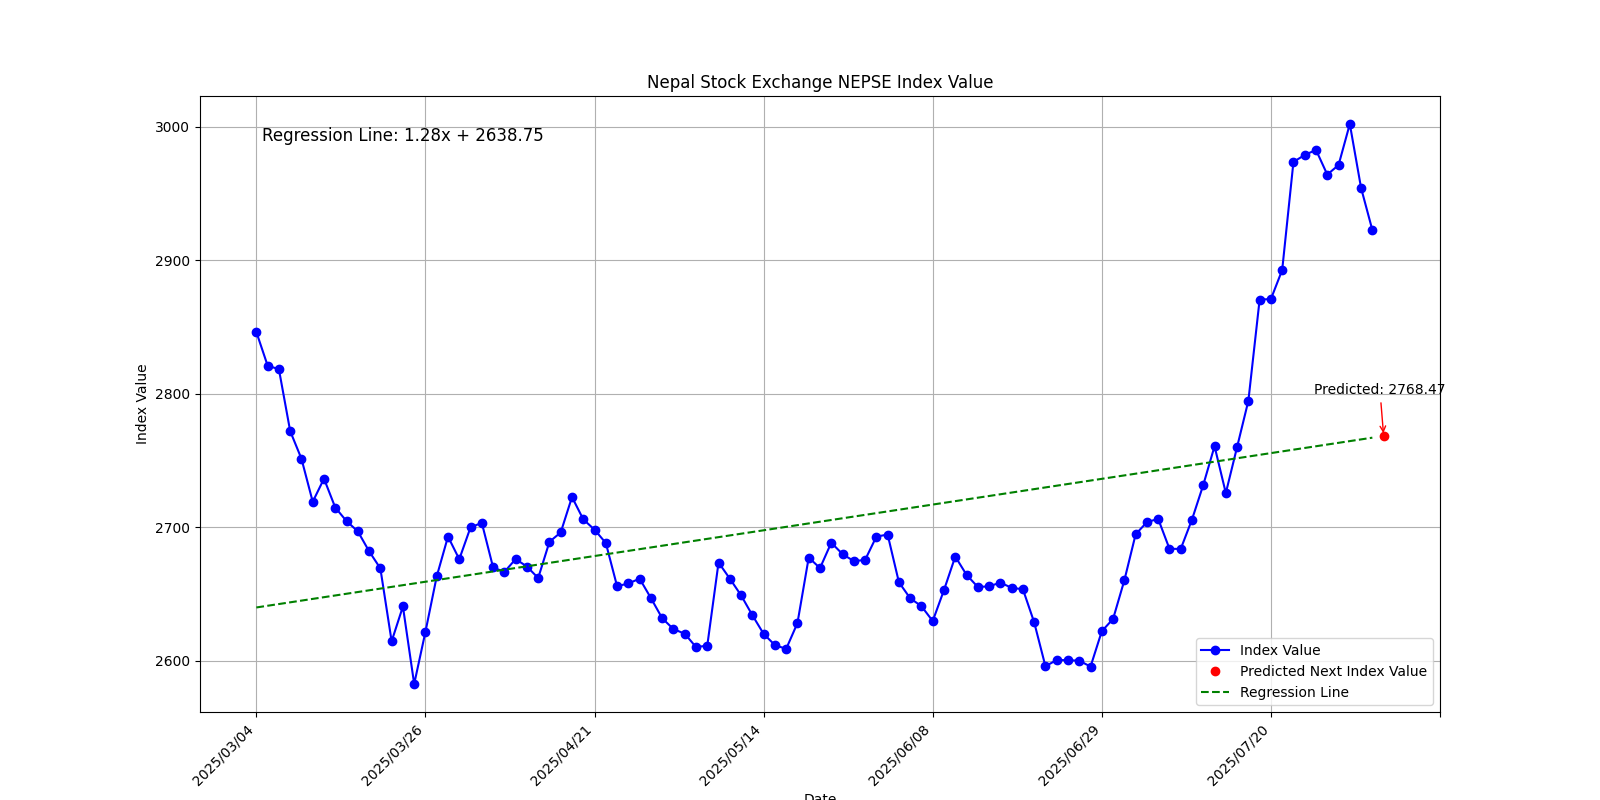 Nepal Stock Exchange NEPSE Index Value
Regression Line: 1.28x + 2638.75
3000
2900
2800
2700
2600
Index Value
Predicted: 2768.47
Index Value
Predicted Next Index Value
Regression Line
2025/03/04
2025/03/26
2025/04/21
2025/05/14
2025/06/08
2025/06/29
2025/07/20
Date